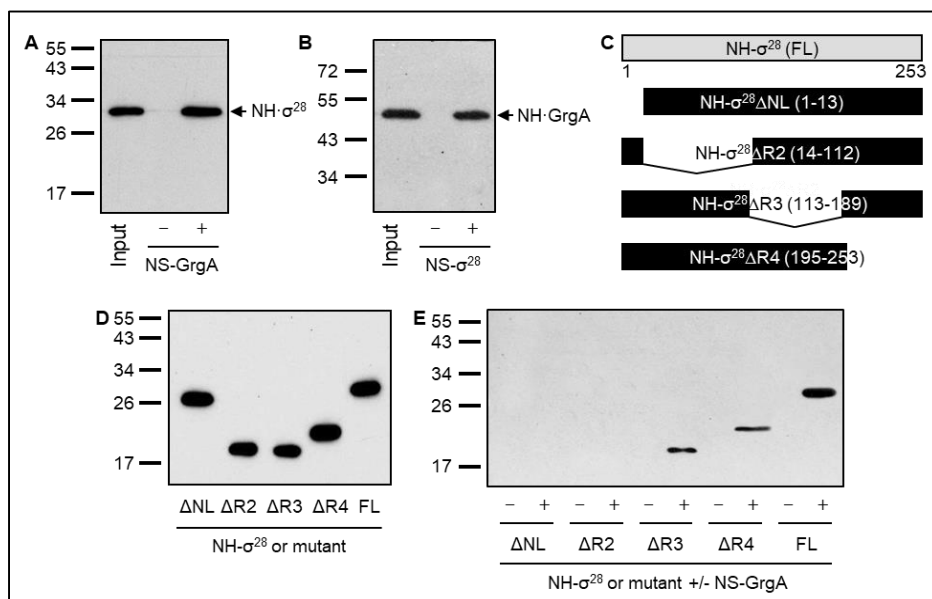 A
55
43
34
26
17
NH·σ²⁸
Input
− +
NS-GrgA
B
72
55
43
34
NH·GrgA
Input
− +
NS-σ²⁸
C
NH-σ²⁸ (FL)
1 253
NH-σ²⁸ΔNL (1-13)
NH-σ²⁸ΔR2 (14-112)
NH-σ²⁸ΔR3 (113-189)
NH-σ²⁸ΔR4 (195-253)
D
55
43
34
26
17
ΔNL ΔR2 ΔR3 ΔR4 FL
NH-σ²⁸ or mutant
E
55
43
34
26
17
− + − + − + − + − +
ΔNL ΔR2 ΔR3 ΔR4 FL
NH-σ²⁸ or mutant +/- NS-GrgA